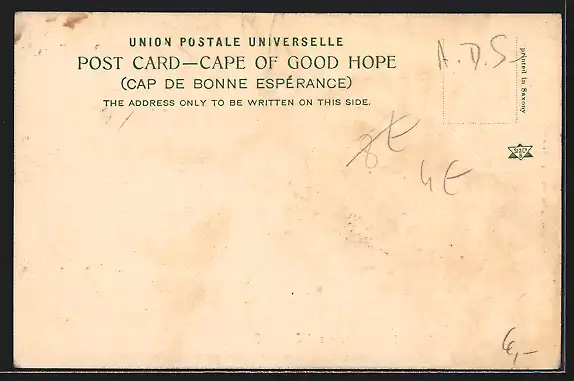 UNION POSTALE UNIVERSELLE
POST CARD—CAPE OF GOOD HOPE
(CAP DE BONNE ESPÉRANCE)
THE ADDRESS ONLY TO BE WRITTEN ON THIS SIDE.
A.D.S
printed in Saxony
8€
4€
6,-